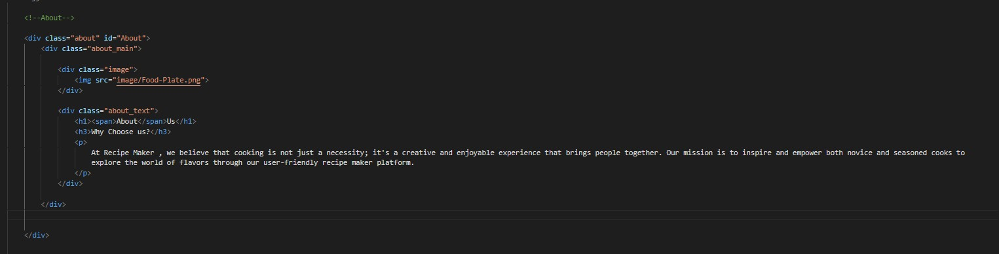 <!--About-->
<div class="about" id="About">
<div class="about_main">
<div class="image">
<img src="image/Food-Plate.png">
</div>
<div class="about_text">
<h1><span>About</span>Us</h1>
<h3>Why Choose us?</h3>
<p>
At Recipe Maker , we believe that cooking is not just a necessity; it's a creative and enjoyable experience that brings people together. Our mission is to inspire and empower both novice and seasoned cooks to
explore the world of flavors through our user-friendly recipe maker platform.
</p>
</div>
</div>
</div>